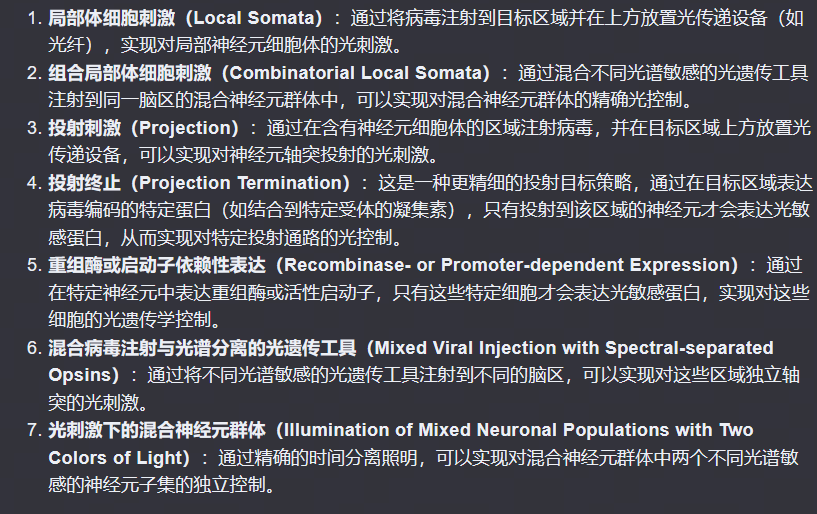 1. 局部体细胞刺激（Local Somata）：通过将病毒注射到目标区域并在上方放置光传递设备（如
光纤），实现对局部神经元细胞体的光刺激。
2. 组合局部体细胞刺激（Combinatorial Local Somata）：通过混合不同光谱敏感的光遗传工具
注射到同一脑区的混合神经元群体中，可以实现对混合神经元群体的精确光控制。
3. 投射刺激（Projection）：通过在含有神经元细胞体的区域注射病毒，并在目标区域上方放置光
传递设备，可以实现对神经元轴突投射的光刺激。
4. 投射终止（Projection Termination）：这是一种更精细的投射目标策略，通过在目标区域表达
病毒编码的特定蛋白（如结合到特定受体的凝集素），只有投射到该区域的神经元才会表达光敏
感蛋白，从而实现对特定投射通路的光控制。
5. 重组酶或启动子依赖性表达（Recombinase- or Promoter-dependent Expression）：通过
在特定神经元中表达重组酶或活性启动子，只有这些特定细胞才会表达光敏感蛋白，实现对这些
细胞的光遗传学控制。
6. 混合病毒注射与光谱分离的光遗传工具（Mixed Viral Injection with Spectral-separated
Opsins）：通过将不同光谱敏感的光遗传工具注射到不同的脑区，可以实现对这些区域独立轴
突的光刺激。
7. 光刺激下的混合神经元群体（Illumination of Mixed Neuronal Populations with Two
Colors of Light）：通过精确的时间分离照明，可以实现对混合神经元群体中两个不同光谱敏
感的神经元子集的独立控制。